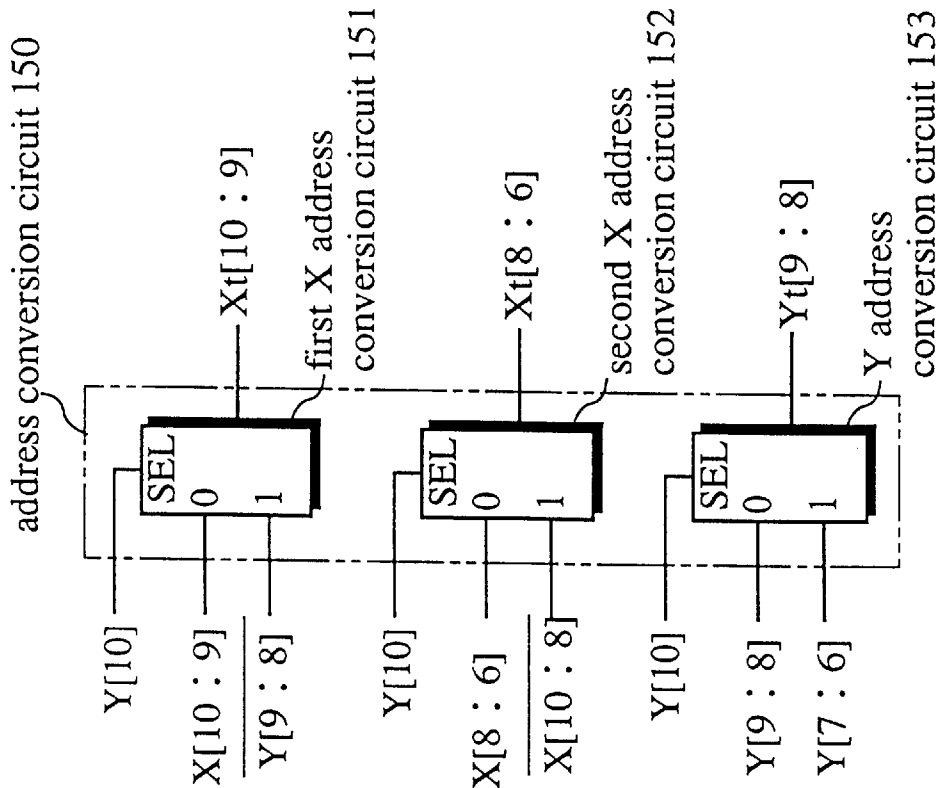 address conversion circuit 150
Y[10]
X[10 : 9]
Y[9 : 8]
SEL
0
1
Xt[10 : 9]
first X address
conversion circuit 151
Y[10]
X[8 : 6]
X[10 : 8]
SEL
0
1
Xt[8 : 6]
second X address
conversion circuit 152
Y[10]
Y[9 : 8]
Y[7 : 6]
SEL
0
1
Yt[9 : 8]
Y address
conversion circuit 153